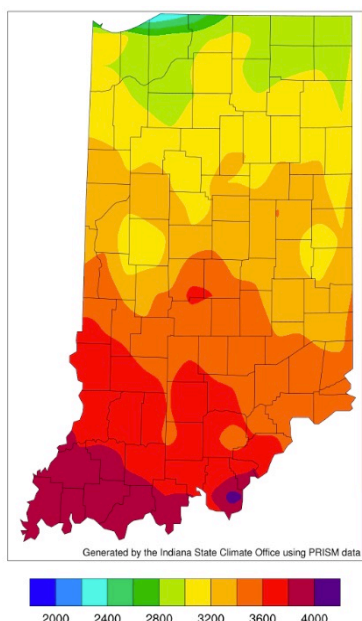 Generated by the Indiana State Climate Office using PRISM data
2000 2400 2800 3200 3600 4000